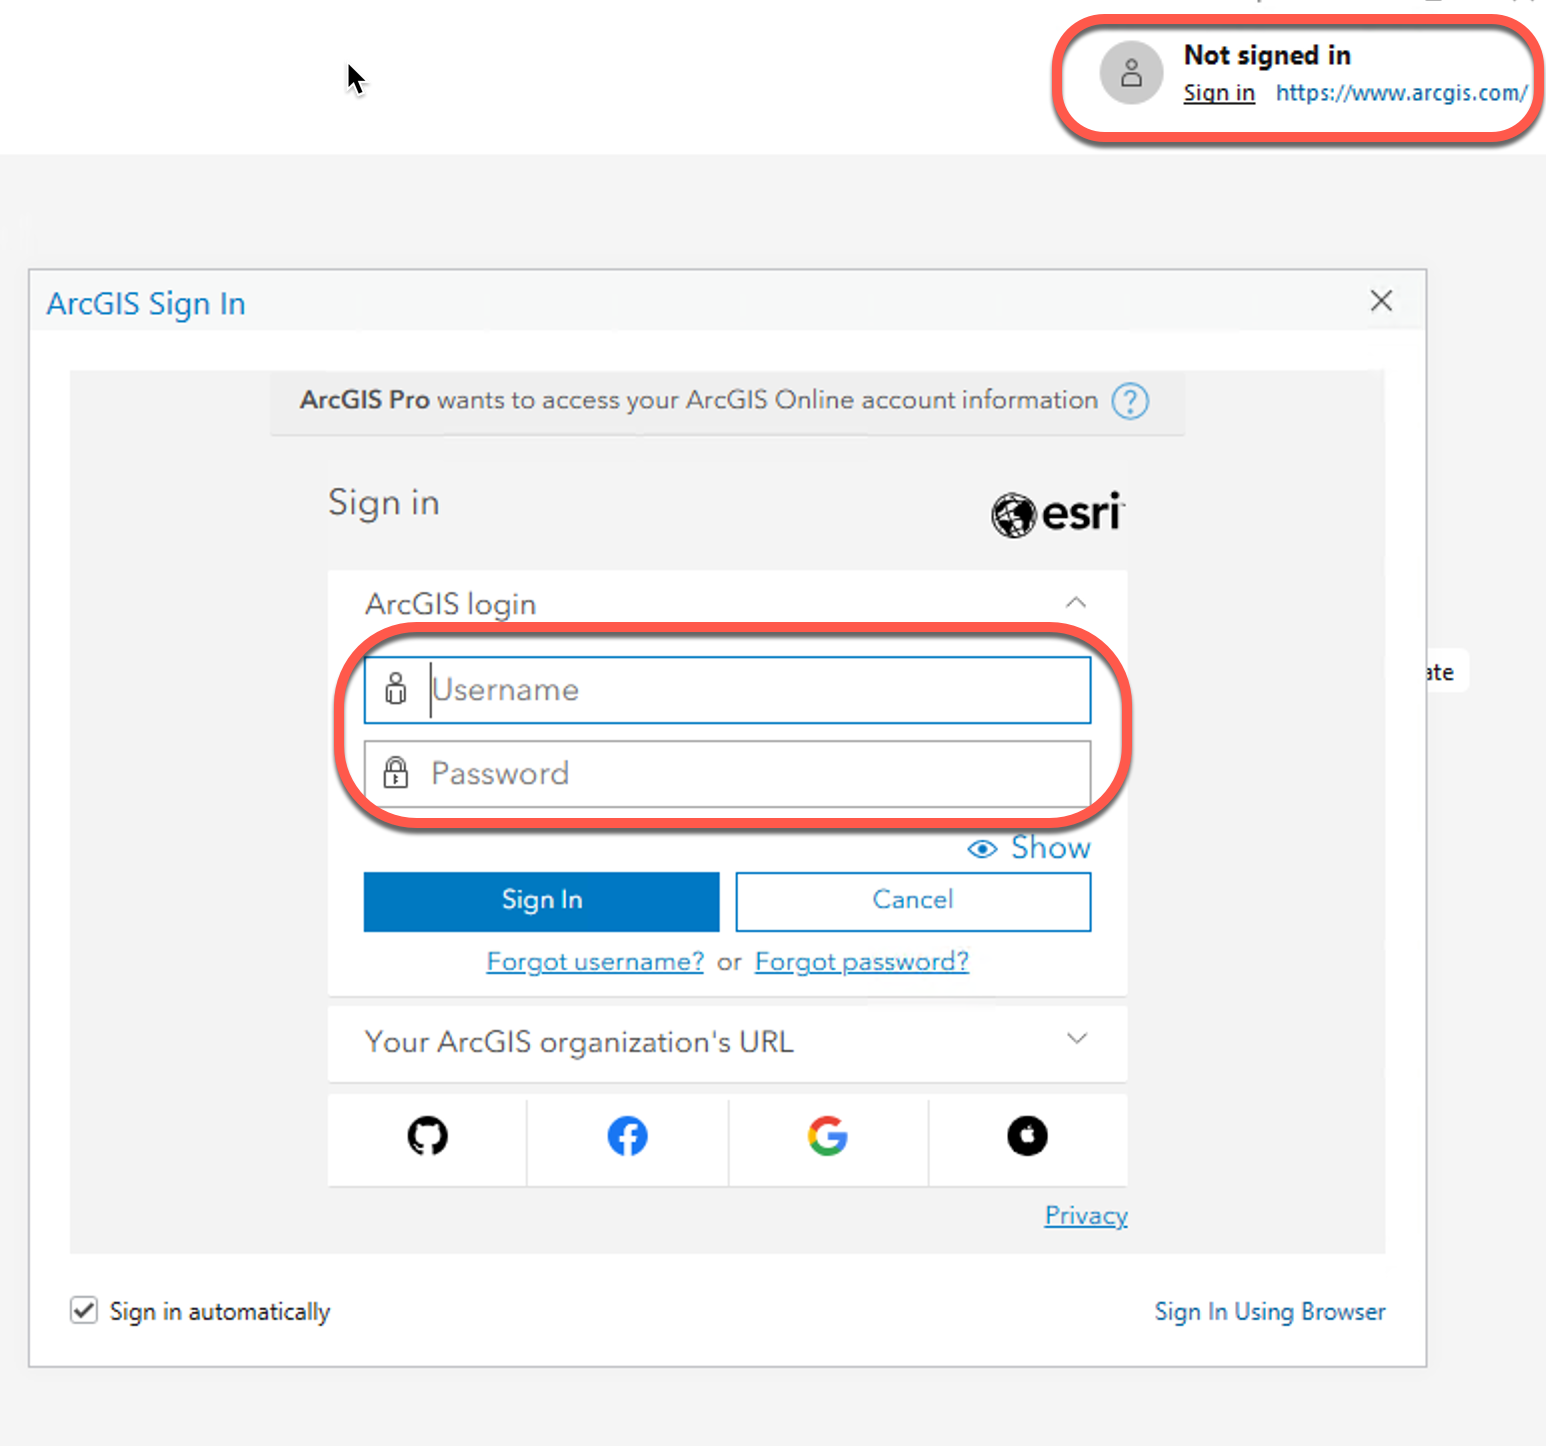 Not signed in
Sign in https://www.arcgis.com/
ArcGIS Sign In
ArcGIS Pro wants to access your ArcGIS Online account information ?
Sign in
esri
ArcGIS login
Username
Password
Show
Sign In Cancel
Forgot username? or Forgot password?
Your ArcGIS organization's URL
Privacy
Sign in automatically
Sign In Using Browser